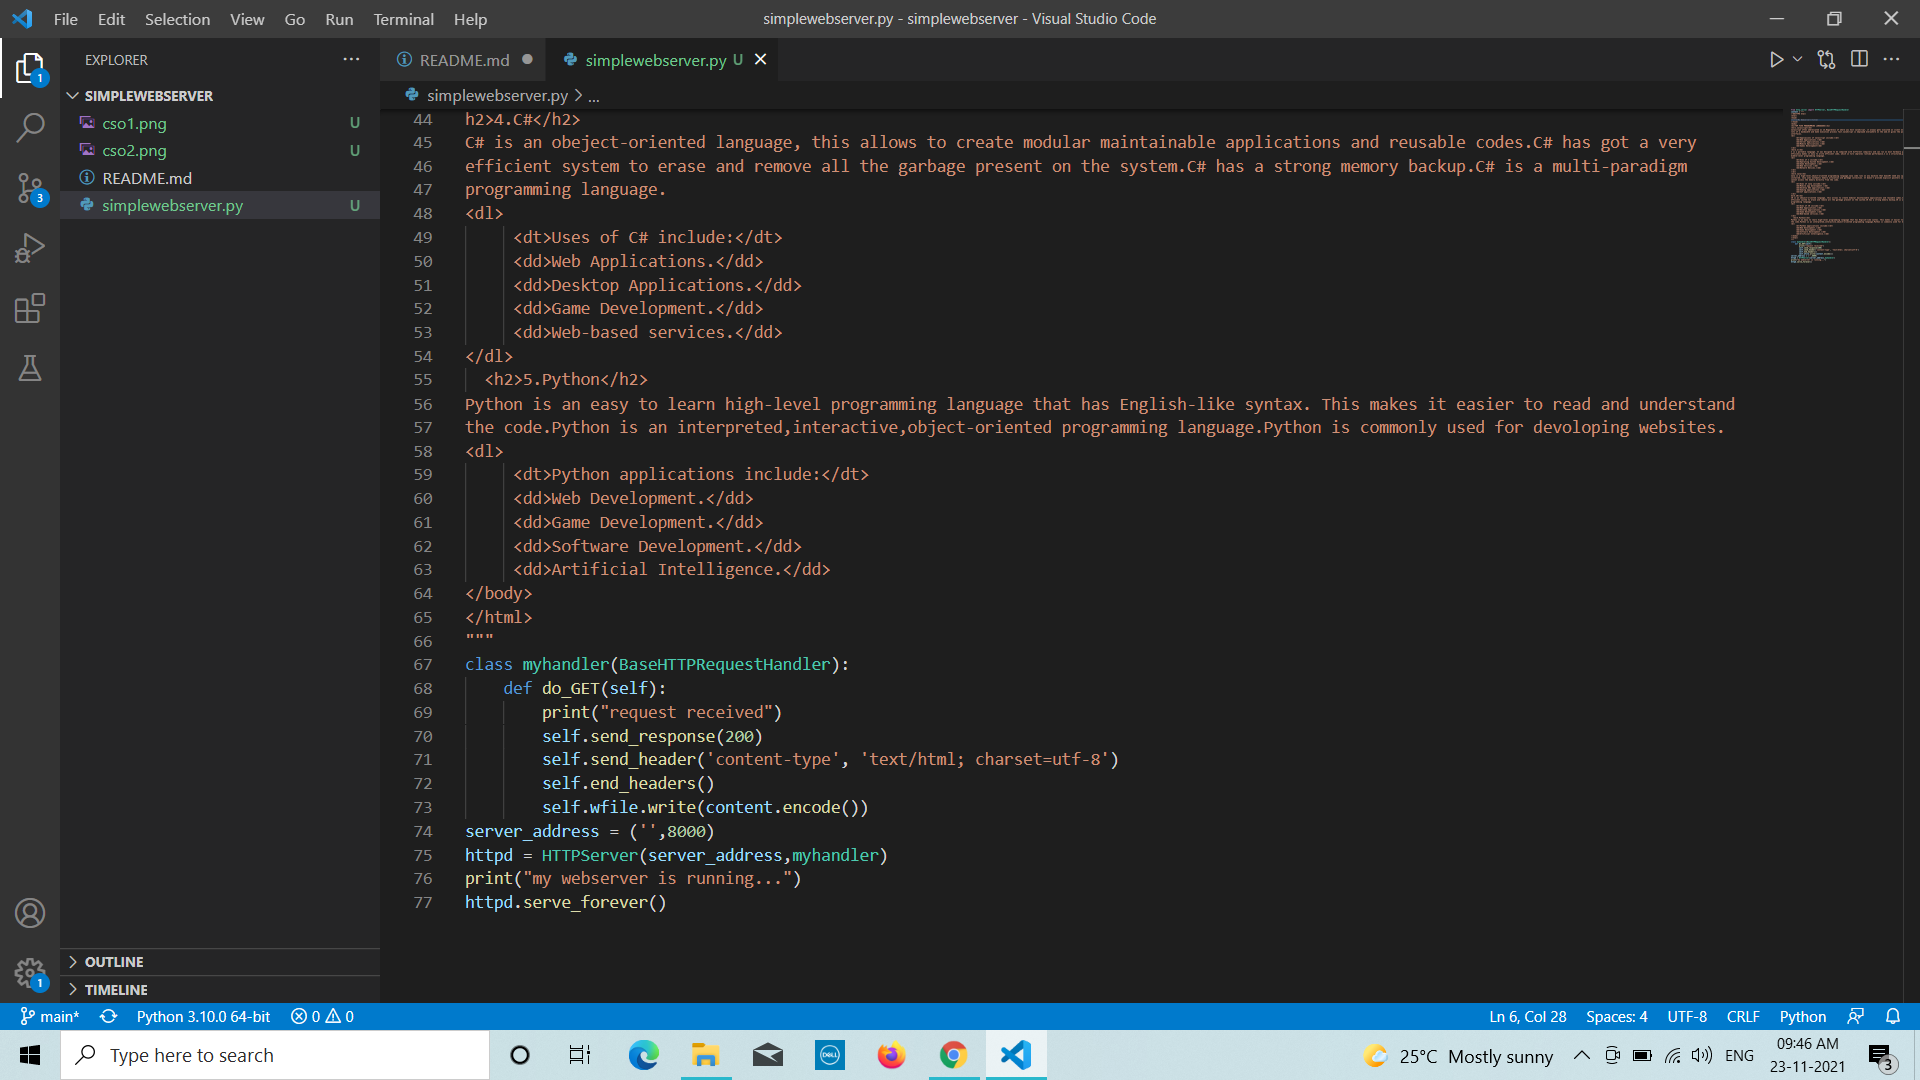 File Edit Selection View Go Run Terminal Help simplewebserver.py - simplewebserver - Visual Studio Code
EXPLORER
README.md
simplewebserver.py U
simplewebserver.py > ...
SIMPLEWEBSERVER
cso1.png U
cso2.png U
README.md
simplewebserver.py U
44 h2>4.C#</h2>
45 C# is an obeject-oriented language, this allows to create modular maintainable applications and reusable codes.C# has got a very
46 efficient system to erase and remove all the garbage present on the system.C# has a strong memory backup.C# is a multi-paradigm
47 programming language.
48 <dl>
49 <dt>Uses of C# include:</dt>
50 <dd>Web Applications.</dd>
51 <dd>Desktop Applications.</dd>
52 <dd>Game Development.</dd>
53 <dd>Web-based services.</dd>
54 </dl>
55 <h2>5.Python</h2>
56 Python is an easy to learn high-level programming language that has English-like syntax. This makes it easier to read and understand
57 the code.Python is an interpreted,interactive,object-oriented programming language.Python is commonly used for devoloping websites.
58 <dl>
59 <dt>Python applications include:</dt>
60 <dd>Web Development.</dd>
61 <dd>Game Development.</dd>
62 <dd>Software Development.</dd>
63 <dd>Artificial Intelligence.</dd>
64 </body>
65 </html>
66 """
67 class myhandler(BaseHTTPRequestHandler):
68 def do_GET(self):
69 print("request received")
70 self.send_response(200)
71 self.send_header('content-type', 'text/html; charset=utf-8')
72 self.end_headers()
73 self.wfile.write(content.encode())
74 server_address = ('',8000)
75 httpd = HTTPServer(server_address,myhandler)
76 print("my webserver is running...")
77 httpd.serve_forever()
1
3
1
OUTLINE
TIMELINE
main* Python 3.10.0 64-bit 0 0 Ln 6, Col 28 Spaces: 4 UTF-8 CRLF Python
Type here to search
DELL
25°C Mostly sunny
ENG
09:46 AM
23-11-2021
3